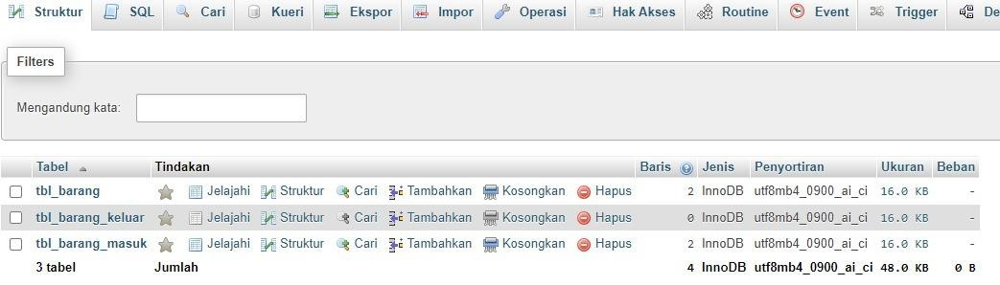 Struktur SQL Cari Kueri Ekspor Impor Operasi Hak Akses Routine Event Trigger De
Filters
Mengandung kata:
Tabel Tindakan Baris Jenis Penyortiran Ukuran Beban
tbl_barang Jelajahi Struktur Cari Tambahkan Kosongkan Hapus 2 InnoDB utf8mb4_0900_ai_ci 16.0 KB -
tbl_barang_keluar Jelajahi Struktur Cari Tambahkan Kosongkan Hapus 0 InnoDB utf8mb4_0900_ai_ci 16.0 KB -
tbl_barang_masuk Jelajahi Struktur Cari Tambahkan Kosongkan Hapus 2 InnoDB utf8mb4_0900_ai_ci 16.0 KB -
3 tabel Jumlah 4 InnoDB utf8mb4_0900_ai_ci 48.0 KB 0 B